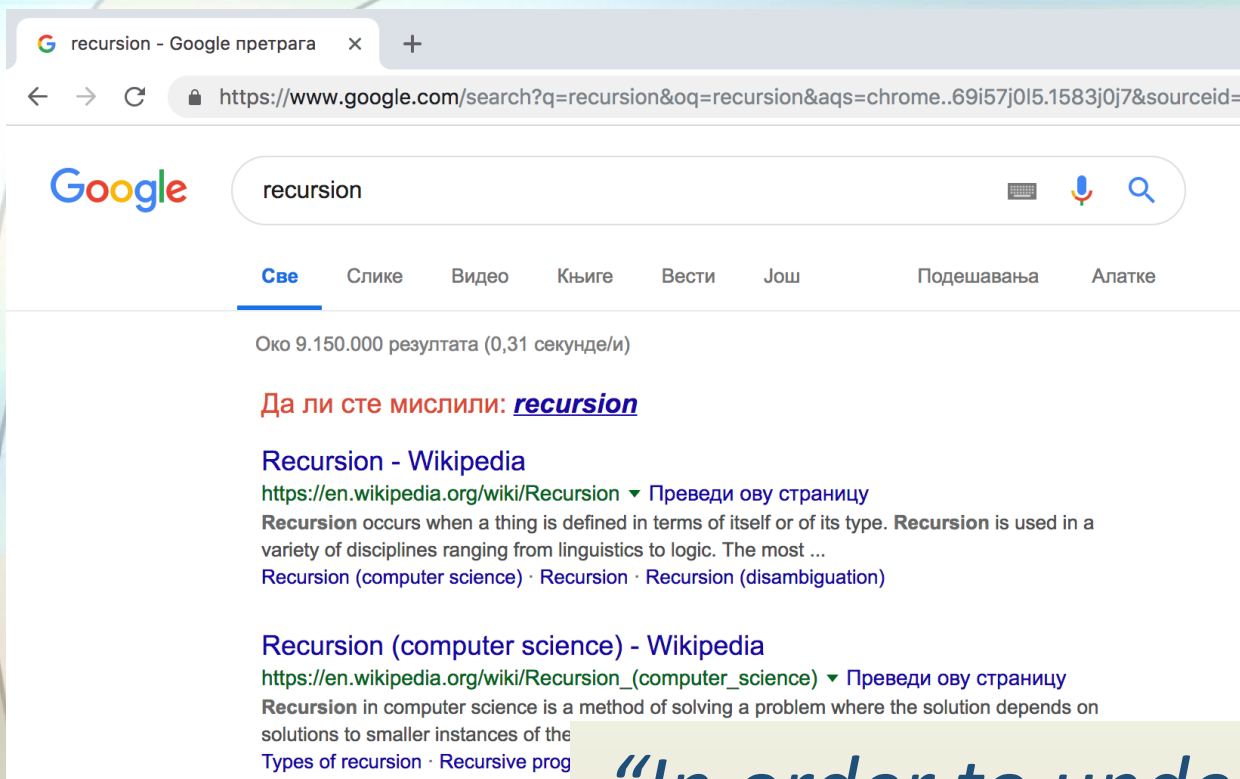 recursion - Google претрага
https://www.google.com/search?q=recursion&oq=recursion&aqs=chrome..69i57j0l5.1583j0j7&sourceid=
Google
recursion
Све Слике Видео Књиге Вести Још Подешавања Алатке
Око 9.150.000 резултата (0,31 секунде/и)
Да ли сте мислили: recursion
Recursion - Wikipedia
https://en.wikipedia.org/wiki/Recursion ▾ Преведи ову страницу
Recursion occurs when a thing is defined in terms of itself or of its type. Recursion is used in a
variety of disciplines ranging from linguistics to logic. The most ...
Recursion (computer science) · Recursion · Recursion (disambiguation)
Recursion (computer science) - Wikipedia
https://en.wikipedia.org/wiki/Recursion_(computer_science) ▾ Преведи ову страницу
Recursion in computer science is a method of solving a problem where the solution depends on
solutions to smaller instances of the
Types of recursion · Recursive prog
“In order to unde